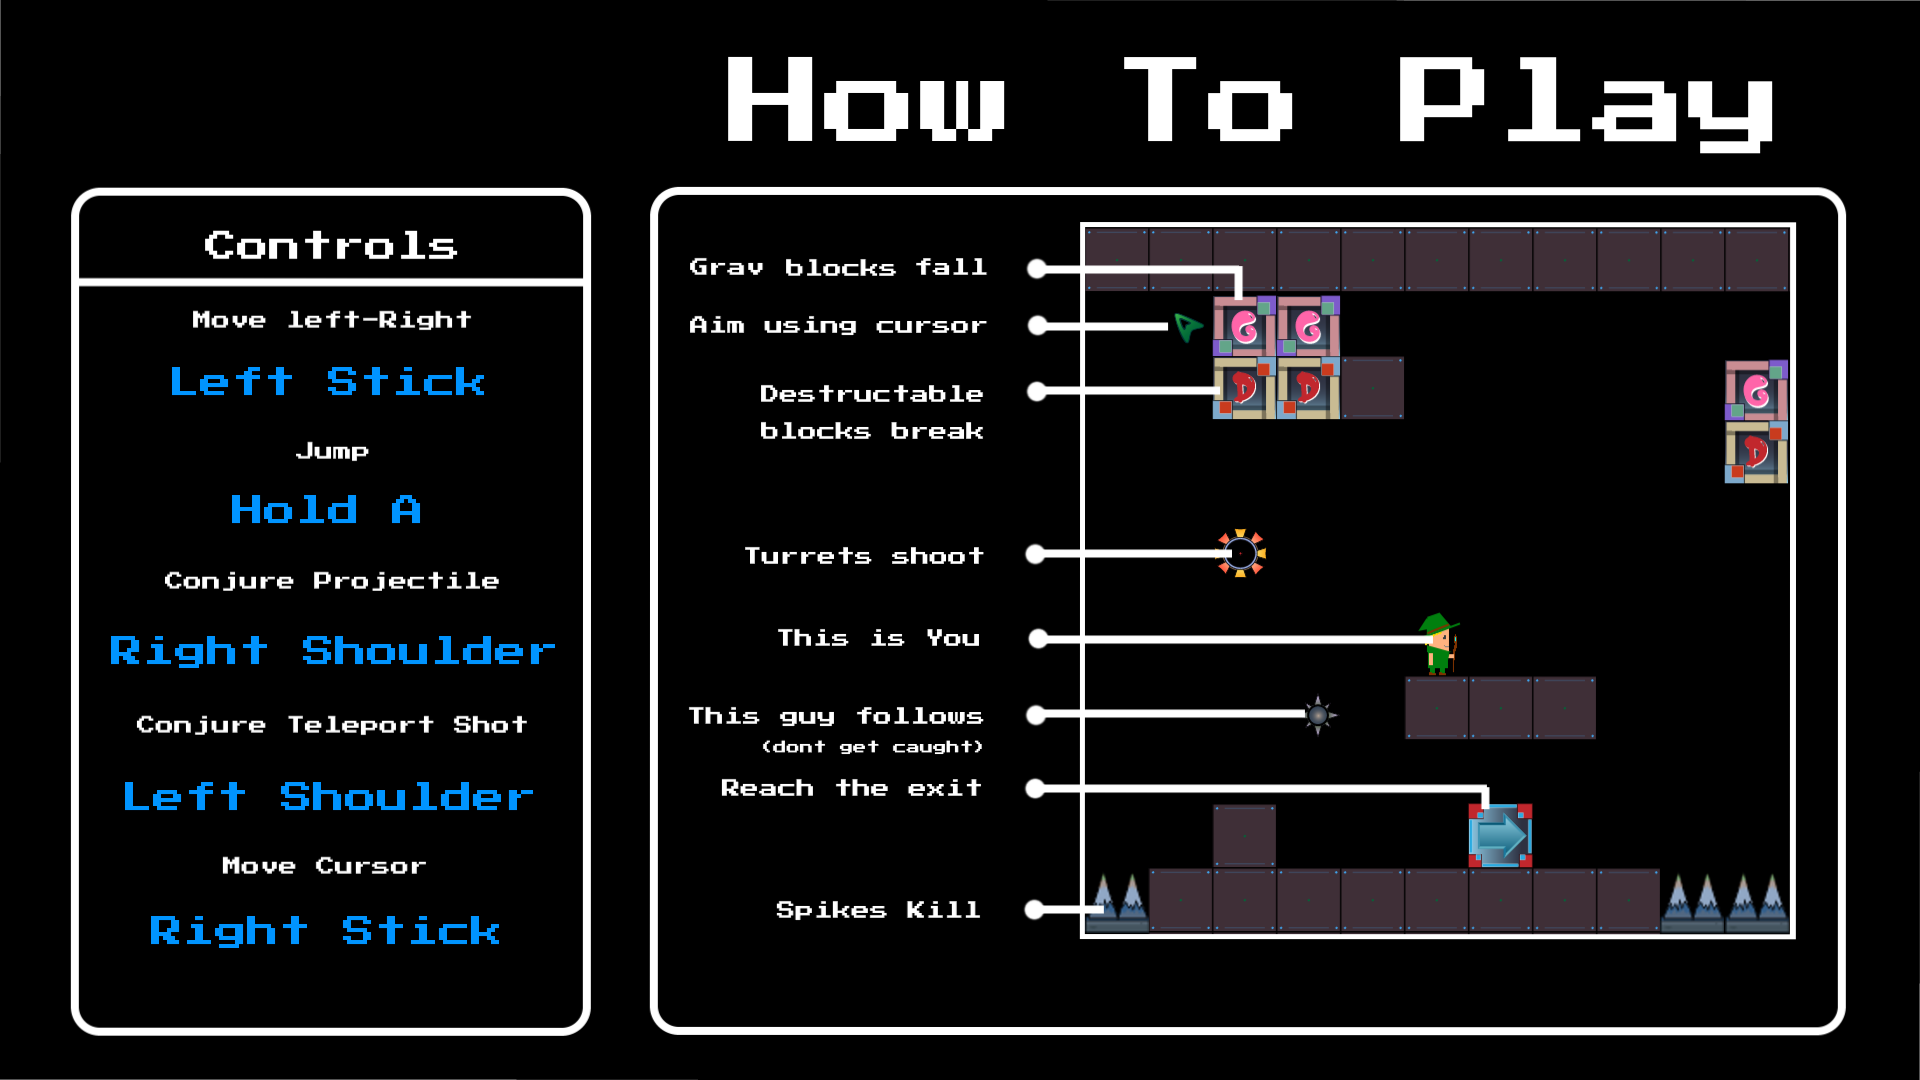 How To Play
Controls
Move left-Right
Left Stick
Jump
Hold A
Conjure Projectile
Right Shoulder
Conjure Teleport Shot
Left Shoulder
Move Cursor
Right Stick
Grav blocks fall
Aim using cursor
Destructable
blocks break
Turrets shoot
This is You
This guy follows
(dont get caught)
Reach the exit
Spikes Kill
G G
D D
G
D